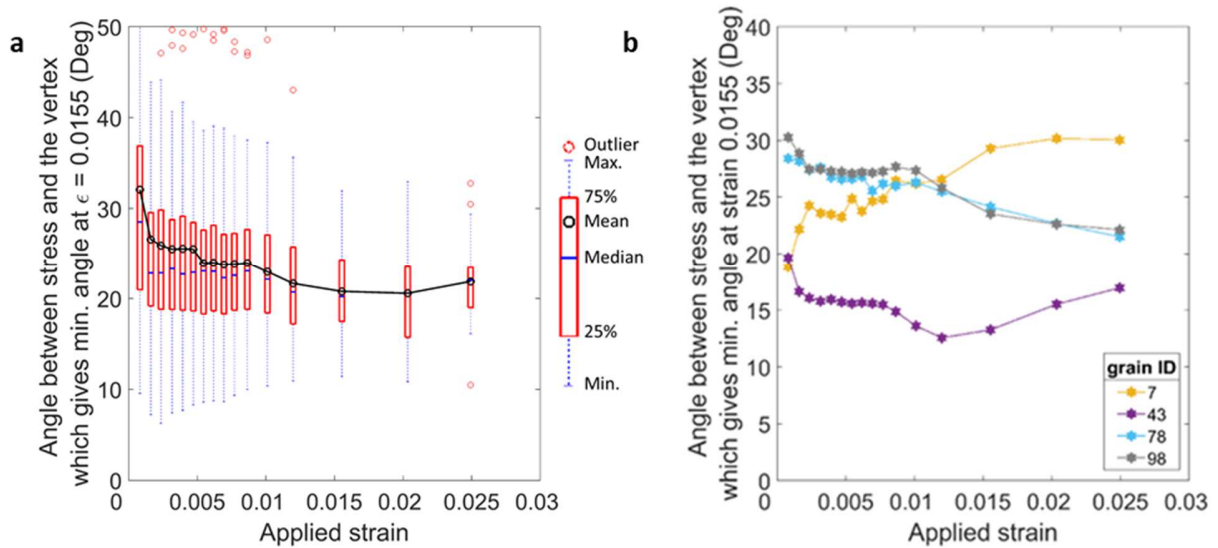 a
Angle between stress and the vertex
which gives min. angle at ϵ = 0.0155 (Deg)
50
40
30
20
10
0
0
0.005
0.01
0.015
0.02
0.025
0.03
Applied strain
Outlier
Max.
75%
Mean
Median
25%
Min.
b
Angle between stress and the vertex
which gives min. angle at strain 0.0155 (Deg)
40
35
30
25
20
15
10
5
0
0
0.005
0.01
0.015
0.02
0.025
0.03
Applied strain
grain ID
7
43
78
98